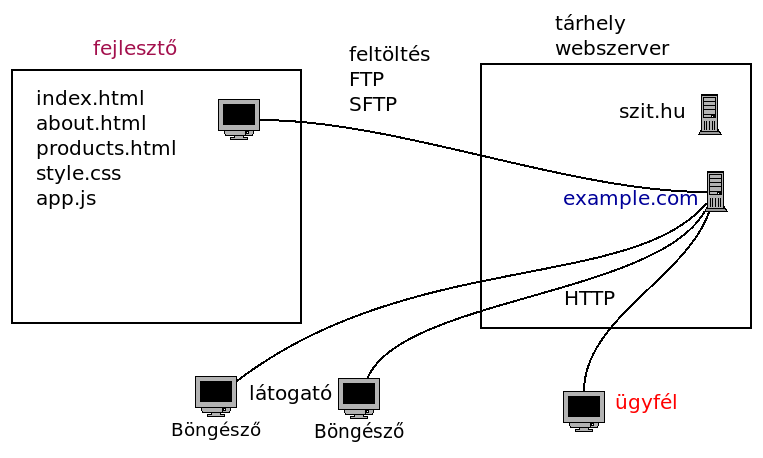 fejlesztő
index.html
about.html
products.html
style.css
app.js
feltöltés
FTP
SFTP
tárhely
webszerver
szit.hu
example.com
HTTP
látogató
Böngésző
Böngésző
ügyfél